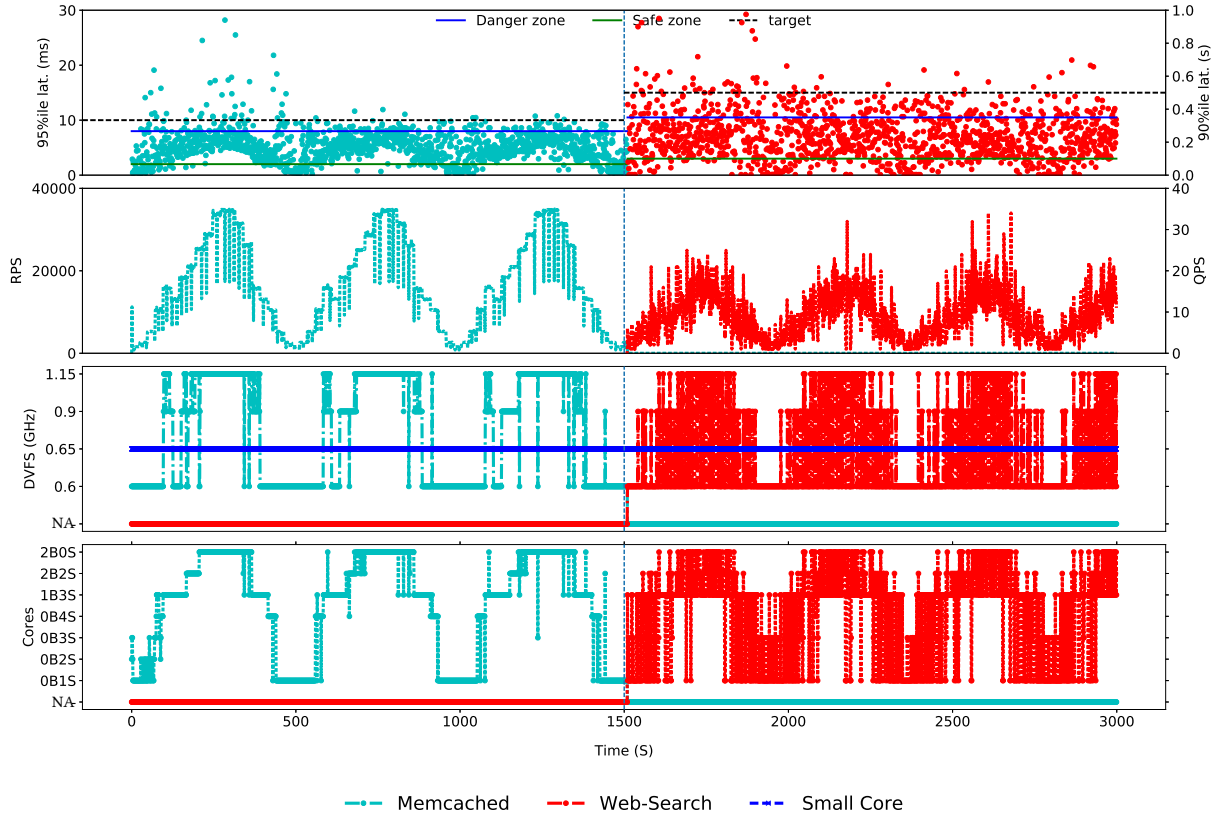 Danger zone Safe zone target
30
20
10
0
95%ile lat. (ms)
1.0
0.8
0.6
0.4
0.2
0.0
90%ile lat. (s)
40000
20000
0
RPS
40
30
20
10
0
QPS
1.15
0.9
0.65
0.6
NA
DVFS (GHz)
2B0S
2B2S
1B3S
0B4S
0B3S
0B2S
0B1S
NA
Cores
0 500 1000 1500 2000 2500 3000
Time (S)
Memcached Web-Search Small Core